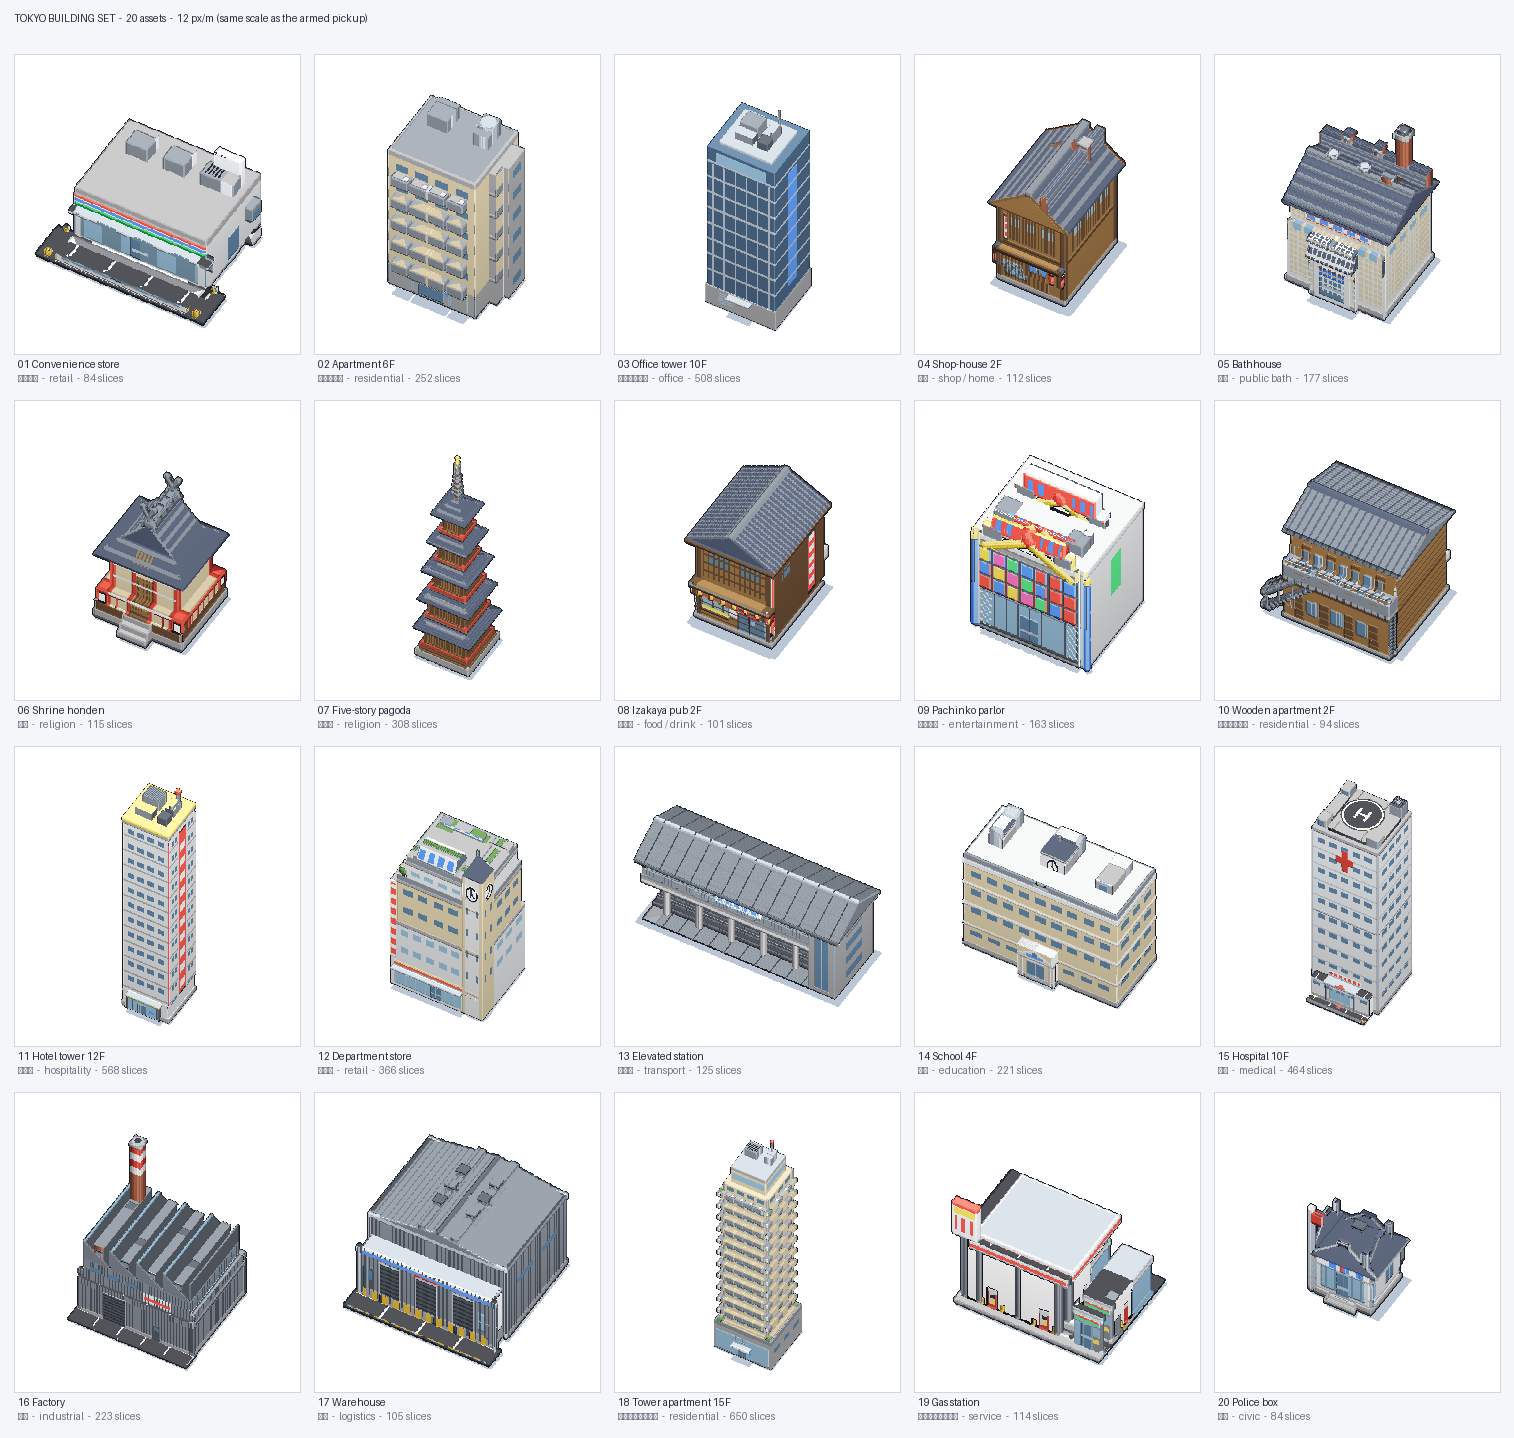 TOKYO BUILDING SET - 20 assets - 12 px/m (same scale as the armed pickup)
01 Convenience store
- retail - 84 slices
02 Apartment 6F
- residential - 252 slices
03 Office tower 10F
- office - 508 slices
04 Shop-house 2F
- shop / home - 112 slices
05 Bathhouse
- public bath - 177 slices
06 Shrine honden
- religion - 115 slices
07 Five-story pagoda
- religion - 308 slices
08 Izakaya pub 2F
- food / drink - 101 slices
09 Pachinko parlor
- entertainment - 163 slices
10 Wooden apartment 2F
- residential - 94 slices
H
11 Hotel tower 12F
- hospitality - 568 slices
12 Department store
- retail - 366 slices
13 Elevated station
- transport - 125 slices
14 School 4F
- education - 221 slices
15 Hospital 10F
- medical - 464 slices
16 Factory
- industrial - 223 slices
17 Warehouse
- logistics - 105 slices
18 Tower apartment 15F
- residential - 650 slices
19 Gas station
- service - 114 slices
20 Police box
- civic - 84 slices